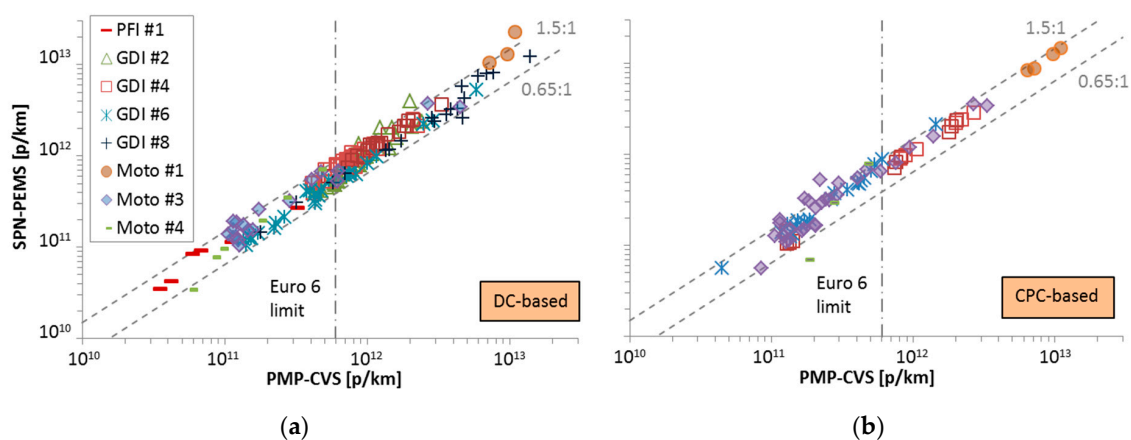 PFI #1
GDI #2
GDI #4
GDI #6
GDI #8
Moto #1
Moto #3
Moto #4
SPN-PEMS [p/km]
10^13
10^12
10^11
10^10
1.5:1
0.65:1
Euro 6
limit
DC-based
10^10 10^11 10^12 10^13
PMP-CVS [p/km]
(a)
1.5:1
0.65:1
Euro 6
limit
CPC-based
10^10 10^11 10^12 10^13
PMP-CVS [p/km]
(b)